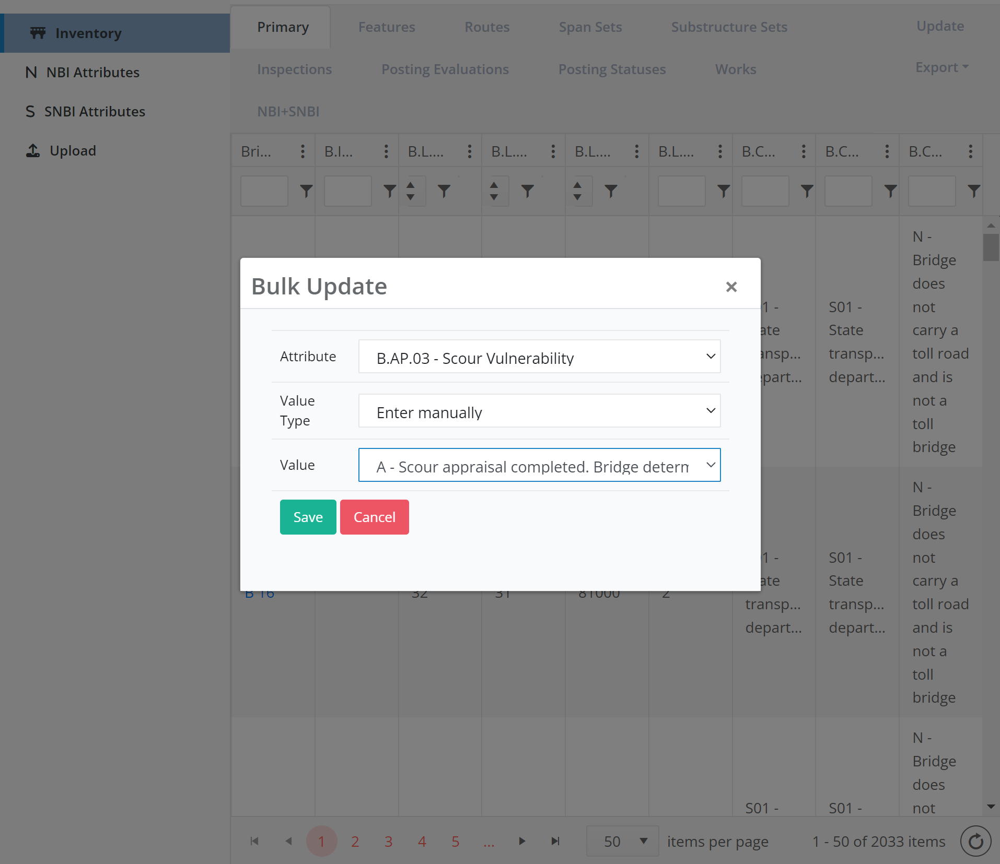 Inventory
N NBI Attributes
S SNBI Attributes
Upload
Primary Features Routes Span Sets Substructure Sets Update
Inspections Posting Evaluations Posting Statuses Works Export
NBI+SNBI
Bri... B.I... B.L.... B.L.... B.L.... B.L.... B.C... B.C... B.C...
N -
Bridge
does
not
carry a
toll road
and is
not a
toll
bridge
1 -
ate
ansp...
epart...
S01 -
State
transp...
depart...
Bulk Update
×
Attribute B.AP.03 - Scour Vulnerability
Value
Type
Enter manually
Value A - Scour appraisal completed. Bridge determ
Save Cancel
B 16 32 31 81000 2
1 -
ate
transp...
depart...
S01 -
State
transp...
depart...
N -
Bridge
does
not
carry a
toll road
and is
not a
toll
bridge
S01 -
S01 -
N -
Bridge
does
not
1 2 3 4 5 ... 50 items per page 1 - 50 of 2033 items